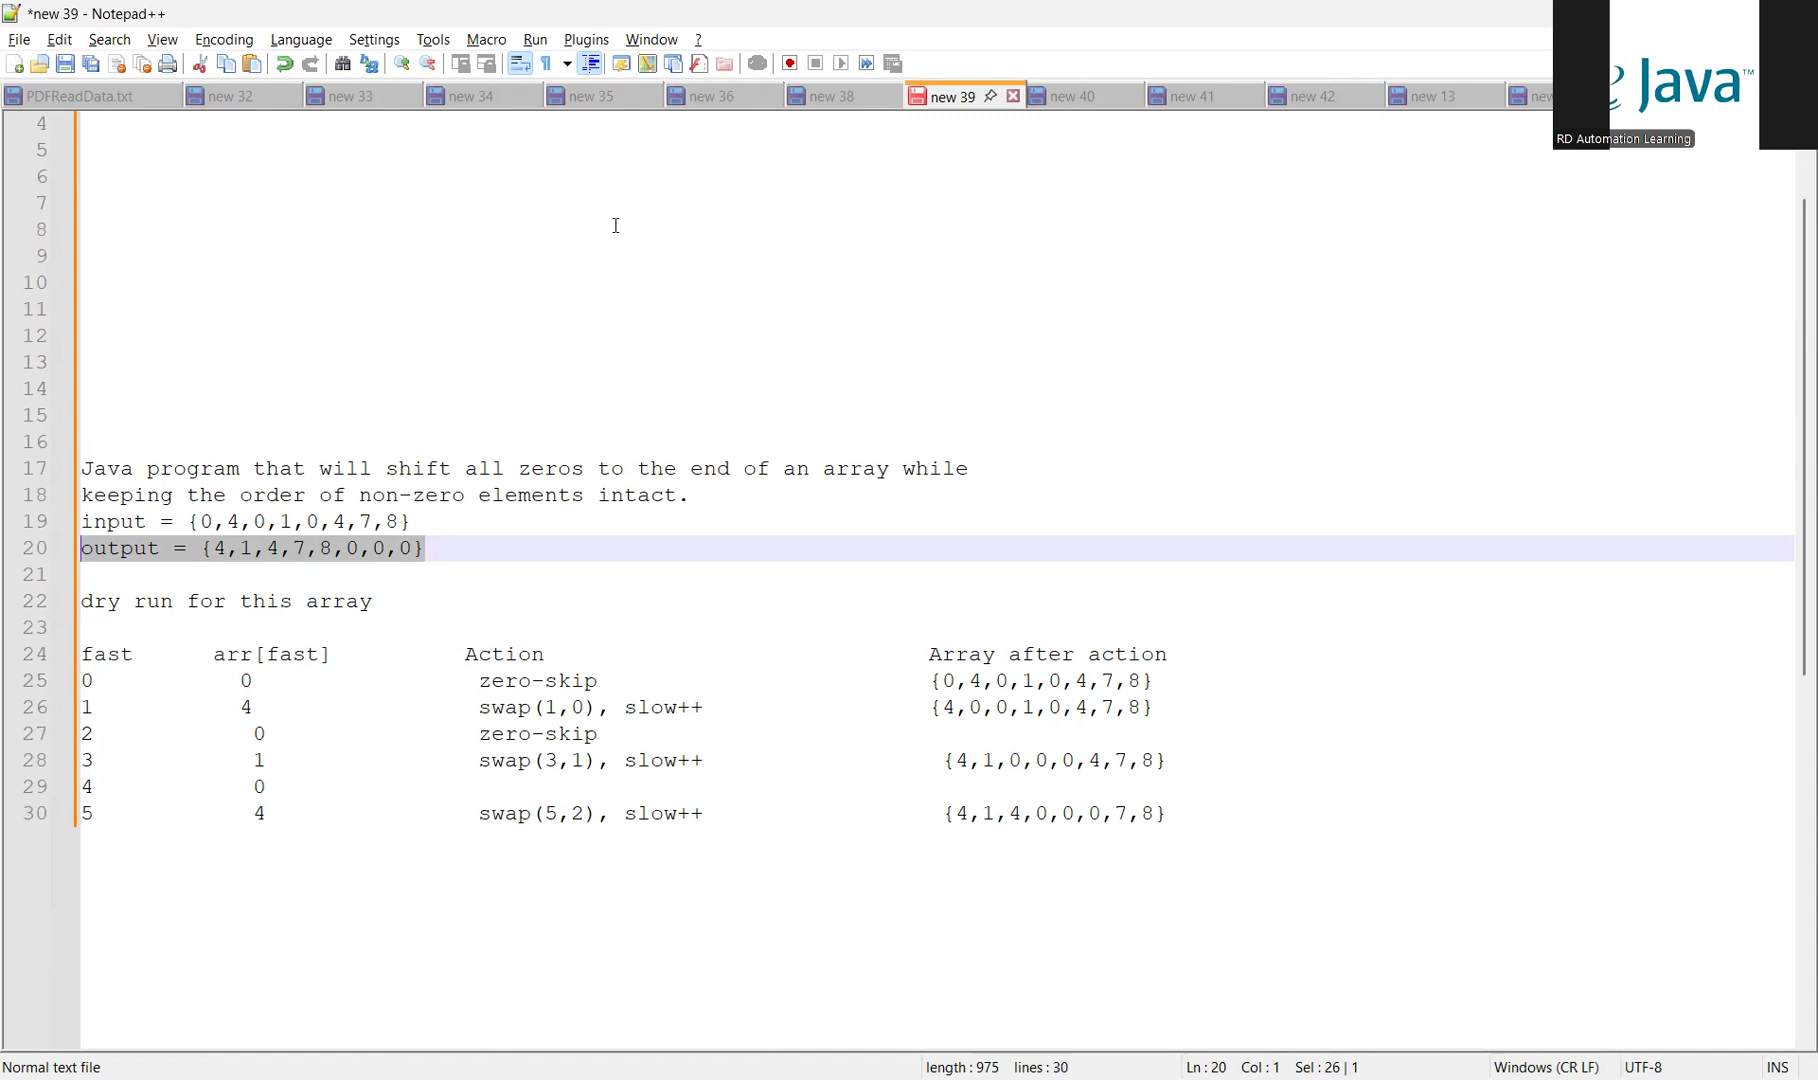 *new 39 - Notepad++
File Edit Search View Encoding Language Settings Tools Macro Run Plugins Window ?
PDFReadData.txt new 32 new 33 new 34 new 35 new 36 new 38 new 39 new 40 new 41 new 42 new 13 new
Java™
RD Automation Learning
4
5
6
7
8
9
10
11
12
13
14
15
16
17 Java program that will shift all zeros to the end of an array while
18 keeping the order of non-zero elements intact.
19 input = {0,4,0,1,0,4,7,8}
20 output = {4,1,4,7,8,0,0,0}
21
22 dry run for this array
23
24 fast arr[fast] Action Array after action
25 0 0 zero-skip {0,4,0,1,0,4,7,8}
26 1 4 swap(1,0), slow++ {4,0,0,1,0,4,7,8}
27 2 0 zero-skip
28 3 1 swap(3,1), slow++ {4,1,0,0,0,4,7,8}
29 4 0
30 5 4 swap(5,2), slow++ {4,1,4,0,0,0,7,8}
Normal text file length : 975 lines : 30 Ln : 20 Col : 1 Sel : 26 | 1 Windows (CR LF) UTF-8 INS